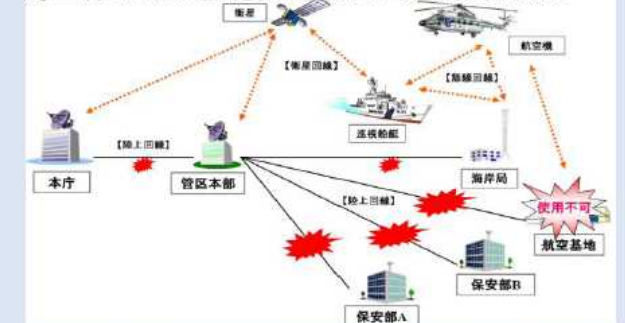 衛星
航空機
【衛星回線】
【無線回線】
巡視船艇
【陸上回線】
本庁
管区本部
海岸局
【陸上回線】
使用不可
航空基地
保安部B
保安部A